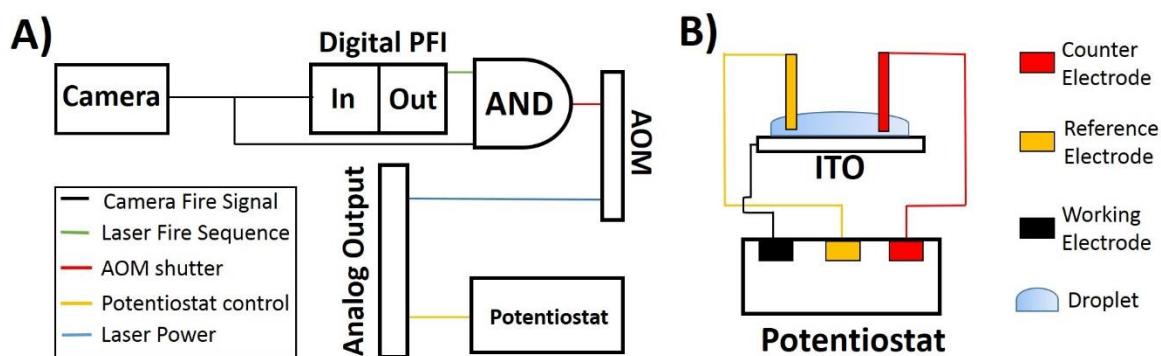 A)
Digital PFI
Camera
In
Out
AND
AOM
Analog Output
Potentiostat
Camera Fire Signal
Laser Fire Sequence
AOM shutter
Potentiostat control
Laser Power
B)
ITO
Potentiostat
Counter
Electrode
Reference
Electrode
Working
Electrode
Droplet